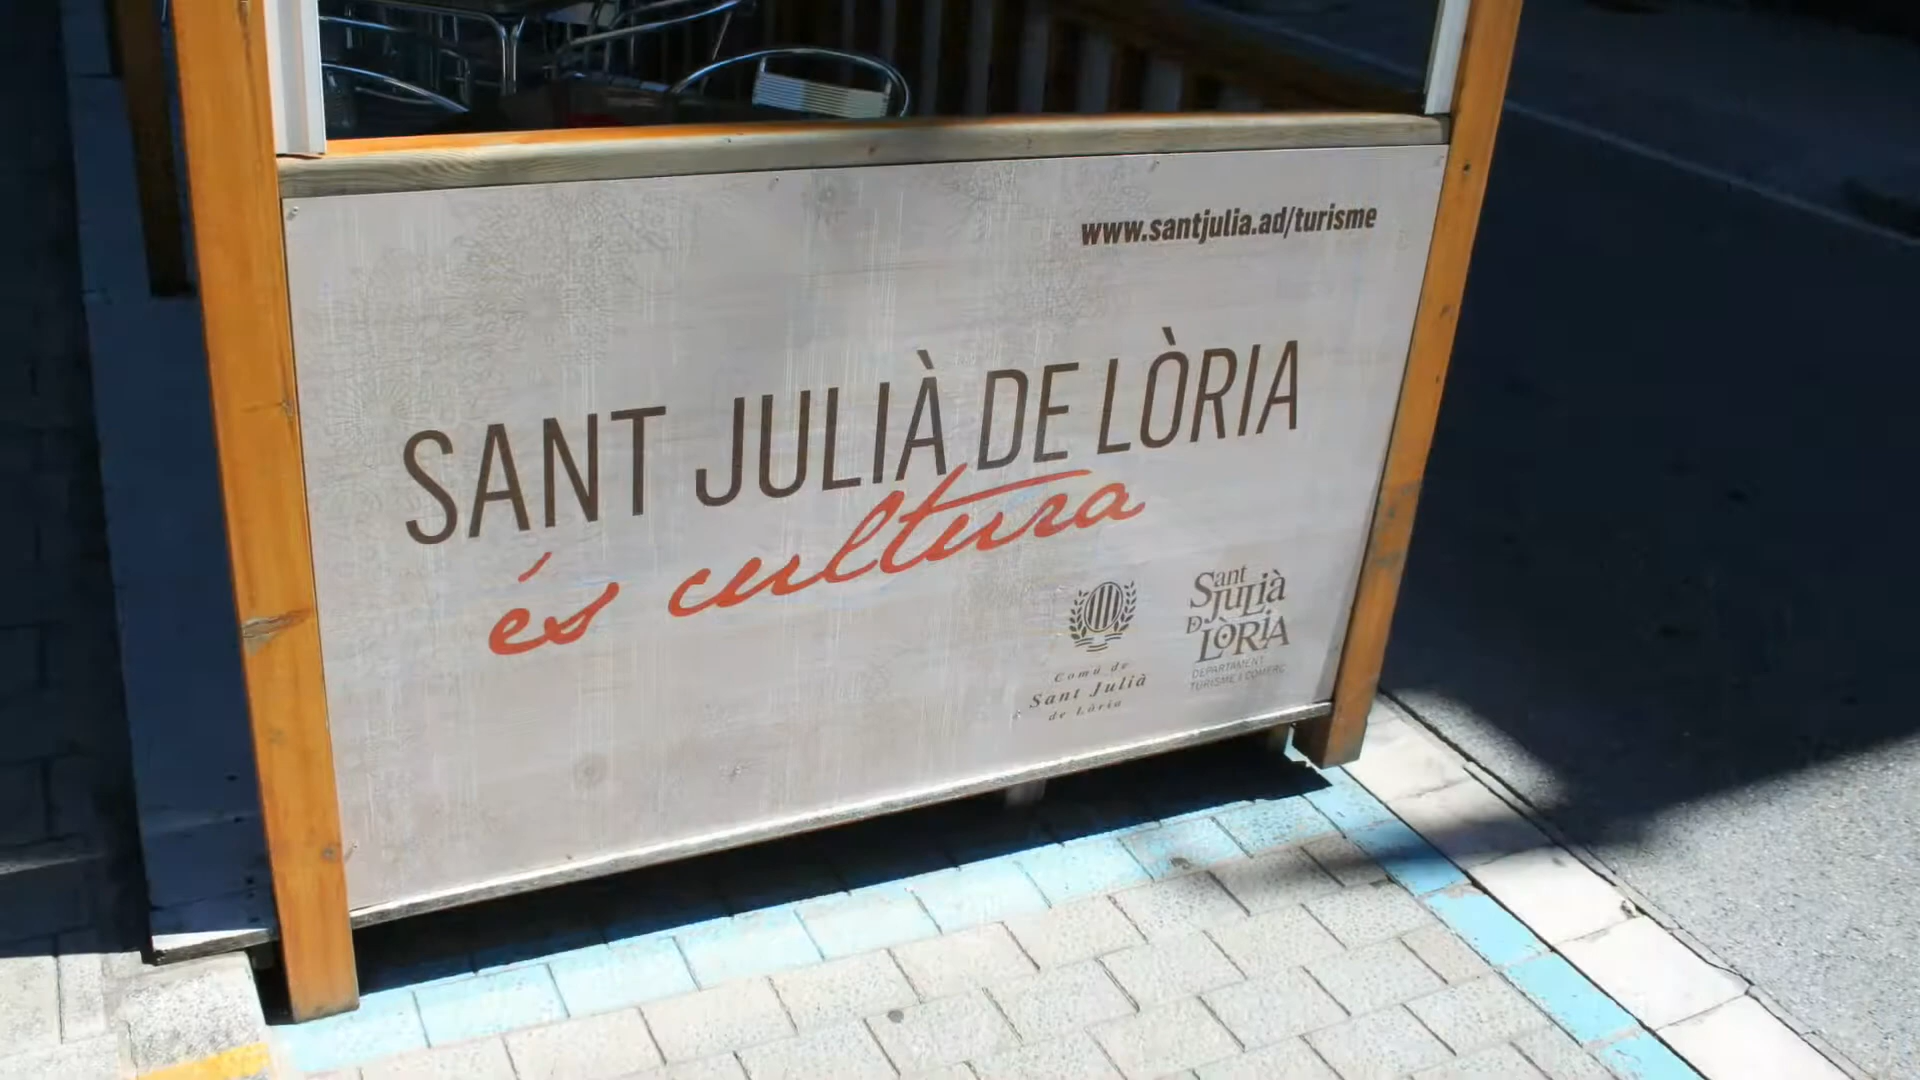 www.santjulia.ad/turisme
SANT JULIÀ DE LÒRIA
és cultura
Comú de
Sant Julià
de Lòria
Sant
Julià
D
LÒRIA
DEPARTAMENT
TURISME I COMERÇ